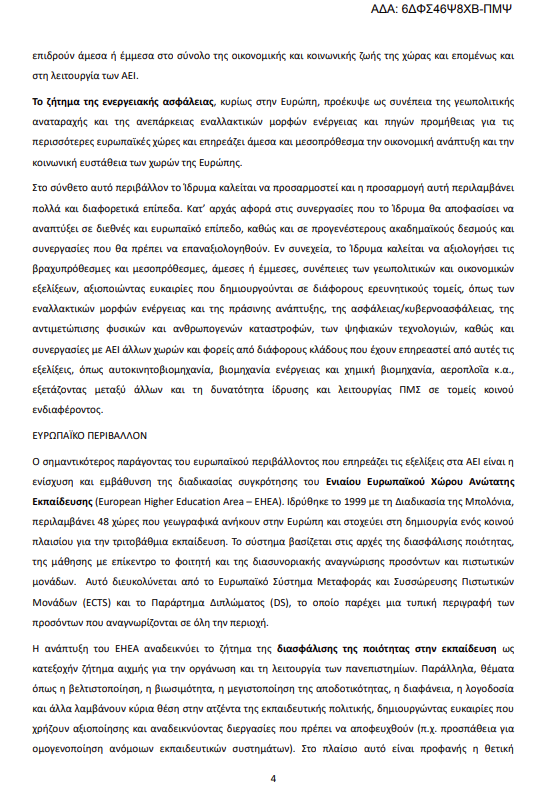 ΑΔΑ: 6ΔΦΣ46Ψ8ΧΒ-ΠΜΨ
επιδρούν άμεσα ή έμμεσα στο σύνολο της οικονομικής και κοινωνικής ζωής της χώρας και επομένως και
στη λειτουργία των ΑΕΙ.
Το ζήτημα της ενεργειακής ασφάλειας, κυρίως στην Ευρώπη, προέκυψε ως συνέπεια της γεωπολιτικής
αναταραχής και της ανεπάρκειας εναλλακτικών μορφών ενέργειας και πηγών προμήθειας για τις
περισσότερες ευρωπαϊκές χώρες και επηρεάζει άμεσα και μεσοπρόθεσμα την οικονομική ανάπτυξη και την
κοινωνική ευστάθεια των χωρών της Ευρώπης.
Στο σύνθετο αυτό περιβάλλον το Ίδρυμα καλείται να προσαρμοστεί και η προσαρμογή αυτή περιλαμβάνει
πολλά και διαφορετικά επίπεδα. Κατ’ αρχάς αφορά στις συνεργασίες που το Ίδρυμα θα αποφασίσει να
αναπτύξει σε διεθνές και ευρωπαϊκό επίπεδο, καθώς και σε προγενέστερους ακαδημαϊκούς δεσμούς και
συνεργασίες που θα πρέπει να επαναξιολογηθούν. Εν συνεχεία, το Ίδρυμα καλείται να αξιολογήσει τις
βραχυπρόθεσμες και μεσοπρόθεσμες, άμεσες ή έμμεσες, συνέπειες των γεωπολιτικών και οικονομικών
εξελίξεων, αξιοποιώντας ευκαιρίες που δημιουργούνται σε διάφορους ερευνητικούς τομείς, όπως των
εναλλακτικών μορφών ενέργειας και της πράσινης ανάπτυξης, της ασφάλειας/κυβερνοασφάλειας, της
αντιμετώπισης φυσικών και ανθρωπογενών καταστροφών, των ψηφιακών τεχνολογιών, καθώς και
συνεργασίες με ΑΕΙ άλλων χωρών και φορείς από διάφορους κλάδους που έχουν επηρεαστεί από αυτές τις
εξελίξεις, όπως αυτοκινητοβιομηχανία, βιομηχανία ενέργειας και χημική βιομηχανία, αεροπλοΐα κ.α.,
εξετάζοντας μεταξύ άλλων και τη δυνατότητα ίδρυσης και λειτουργίας ΠΜΣ σε τομείς κοινού
ενδιαφέροντος.
ΕΥΡΩΠΑΪΚΟ ΠΕΡΙΒΑΛΛΟΝ
Ο σημαντικότερος παράγοντας του ευρωπαϊκού περιβάλλοντος που επηρεάζει τις εξελίξεις στα ΑΕΙ είναι η
ενίσχυση και εμβάθυνση της διαδικασίας συγκρότησης του Ενιαίου Ευρωπαϊκού Χώρου Ανώτατης
Εκπαίδευσης (European Higher Education Area – EHEA). Ιδρύθηκε το 1999 με τη Διαδικασία της Μπολόνια,
περιλαμβάνει 48 χώρες που γεωγραφικά ανήκουν στην Ευρώπη και στοχεύει στη δημιουργία ενός κοινού
πλαισίου για την τριτοβάθμια εκπαίδευση. Το σύστημα βασίζεται στις αρχές της διασφάλισης ποιότητας,
της μάθησης με επίκεντρο το φοιτητή και της διασυνοριακής αναγνώρισης προσόντων και πιστωτικών
μονάδων. Αυτό διευκολύνεται από το Ευρωπαϊκό Σύστημα Μεταφοράς και Συσσώρευσης Πιστωτικών
Μονάδων (ECTS) και το Παράρτημα Διπλώματος (DS), το οποίο παρέχει μια τυπική περιγραφή των
προσόντων που αναγνωρίζονται σε όλη την περιοχή.
Η ανάπτυξη του EHEA αναδεικνύει το ζήτημα της διασφάλισης της ποιότητας στην εκπαίδευση ως
κατεξοχήν ζήτημα αιχμής για την οργάνωση και τη λειτουργία των πανεπιστημίων. Παράλληλα, θέματα
όπως η βελτιστοποίηση, η βιωσιμότητα, η μεγιστοποίηση της αποδοτικότητας, η διαφάνεια, η λογοδοσία
και άλλα λαμβάνουν κύρια θέση στην ατζέντα της εκπαιδευτικής πολιτικής, δημιουργώντας ευκαιρίες που
χρήζουν αξιοποίησης και αναδεικνύοντας διεργασίες που πρέπει να αποφευχθούν (π.χ. προσπάθεια για
ομογενοποίηση ανόμοιων εκπαιδευτικών συστημάτων). Στο πλαίσιο αυτό είναι προφανής η θετική
4